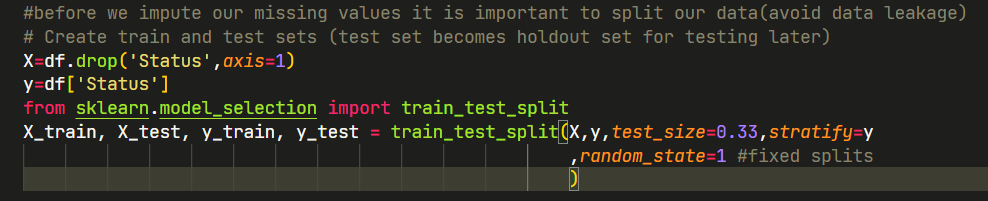 #before we impute our missing values it is important to split our data(avoid data leakage)
# Create train and test sets (test set becomes holdout set for testing later)
X=df.drop('Status',axis=1)
y=df['Status']
from sklearn.model_selection import train_test_split
X_train, X_test, y_train, y_test = train_test_split(X,y,test_size=0.33,stratify=y
,random_state=1 #fixed splits
)